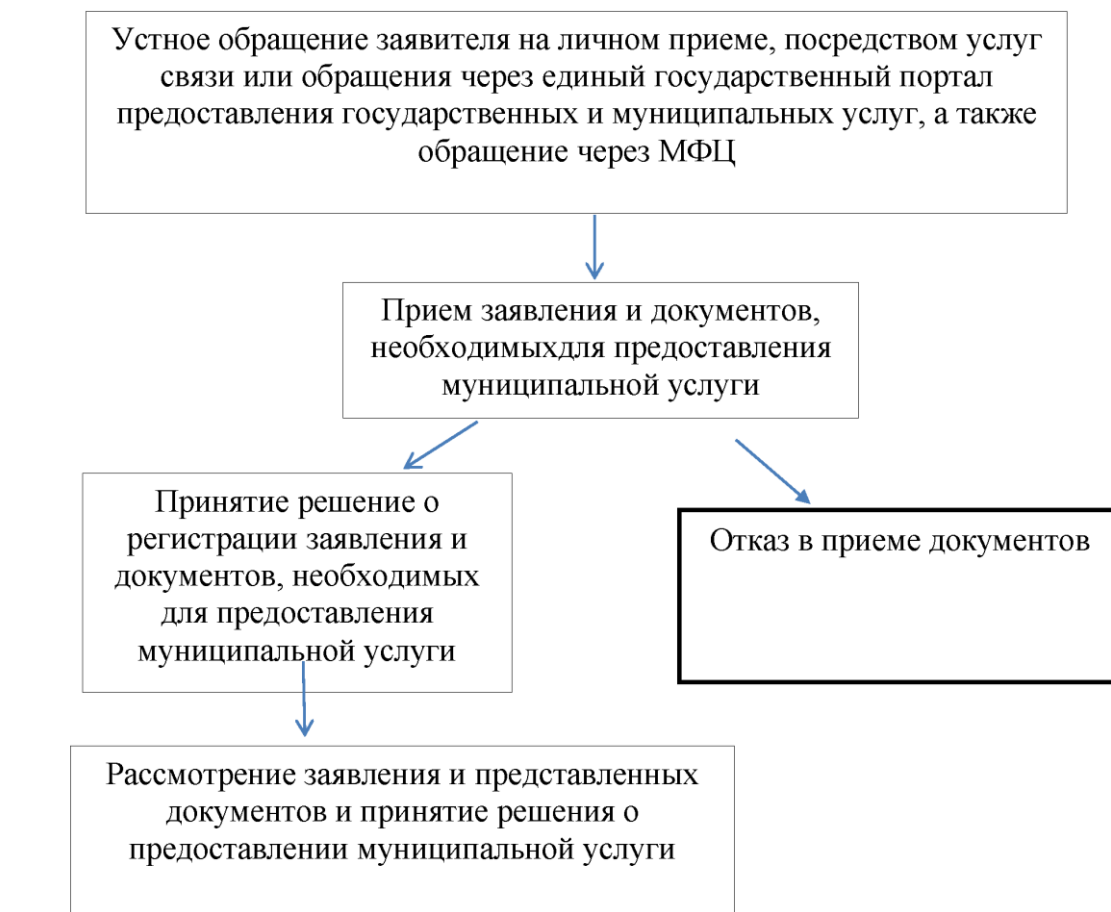 Устное обращение заявителя на личном приеме, посредством услуг
связи или обращения через единый государственный портал
предоставления государственных и муниципальных услуг, а также
обращение через МФЦ
Прием заявления и документов,
необходимыхдля предоставления
муниципальной услуги
Принятие решение о
регистрации заявления и
документов, необходимых
для предоставления
муниципальной услуги
Отказ в приеме документов
Рассмотрение заявления и представленных
документов и принятие решения о
предоставлении муниципальной услуги